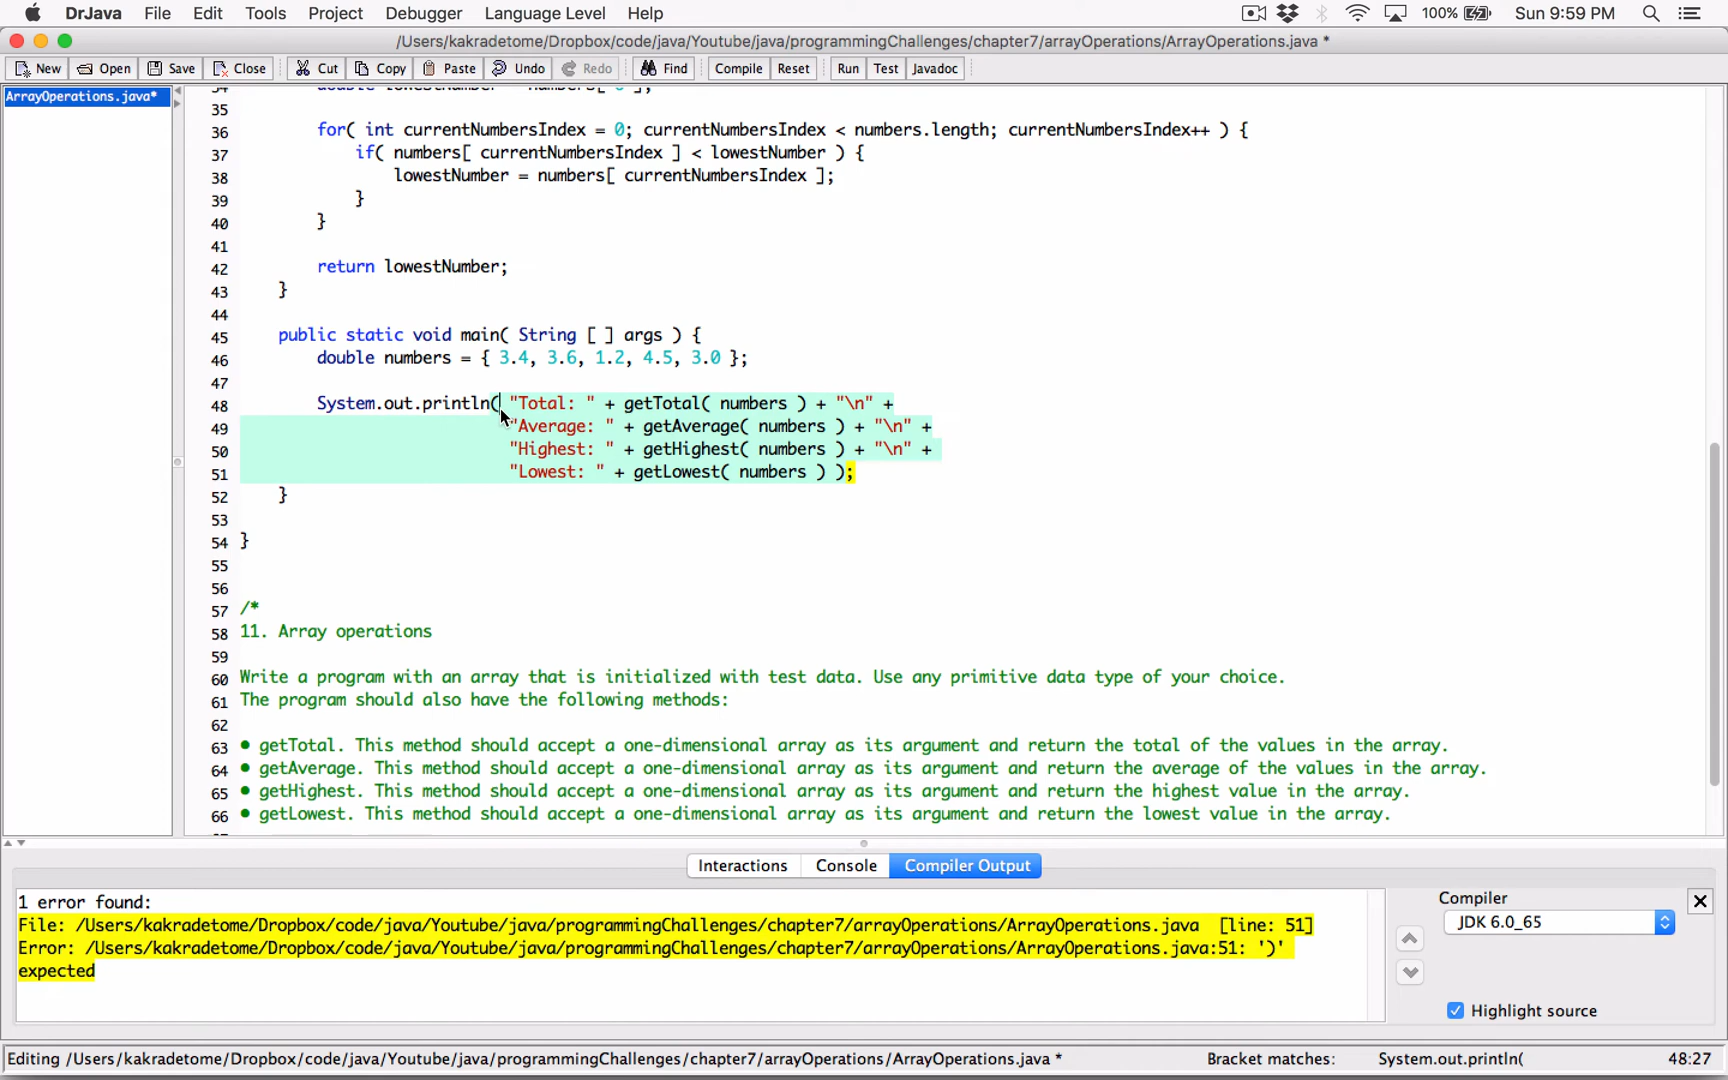 DrJava File Edit Tools Project Debugger Language Level Help 100% Sun 9:59 PM
/Users/kakradetome/Dropbox/code/java/Youtube/java/programmingChallenges/chapter7/arrayOperations/ArrayOperations.java *
New Open Save Close Cut Copy Paste Undo Redo Find Compile Reset Run Test Javadoc
ArrayOperations.java*
34 double lowestNumber = numbers[ 0 ];
35
36 for( int currentNumbersIndex = 0; currentNumbersIndex < numbers.length; currentNumbersIndex++ ) {
37 if( numbers[ currentNumbersIndex ] < lowestNumber ) {
38 lowestNumber = numbers[ currentNumbersIndex ];
39 }
40 }
41
42 return lowestNumber;
43 }
44
45 public static void main( String [ ] args ) {
46 double numbers = { 3.4, 3.6, 1.2, 4.5, 3.0 };
47
48 System.out.println( "Total: " + getTotal( numbers ) + "\n" +
49 "Average: " + getAverage( numbers ) + "\n" +
50 "Highest: " + getHighest( numbers ) + "\n" +
51 "Lowest: " + getLowest( numbers ) );
52 }
53
54 }
55
56
57 /*
58 11. Array operations
59
60 Write a program with an array that is initialized with test data. Use any primitive data type of your choice.
61 The program should also have the following methods:
62
63 • getTotal. This method should accept a one-dimensional array as its argument and return the total of the values in the array.
64 • getAverage. This method should accept a one-dimensional array as its argument and return the average of the values in the array.
65 • getHighest. This method should accept a one-dimensional array as its argument and return the highest value in the array.
66 • getLowest. This method should accept a one-dimensional array as its argument and return the lowest value in the array.
Interactions Console Compiler Output
1 error found:
File: /Users/kakradetome/Dropbox/code/java/Youtube/java/programmingChallenges/chapter7/arrayOperations/ArrayOperations.java [line: 51]
Error: /Users/kakradetome/Dropbox/code/java/Youtube/java/programmingChallenges/chapter7/arrayOperations/ArrayOperations.java:51: ')'
expected
Compiler
JDK 6.0_65
Highlight source
Editing /Users/kakradetome/Dropbox/code/java/Youtube/java/programmingChallenges/chapter7/arrayOperations/ArrayOperations.java * Bracket matches: System.out.println( 48:27